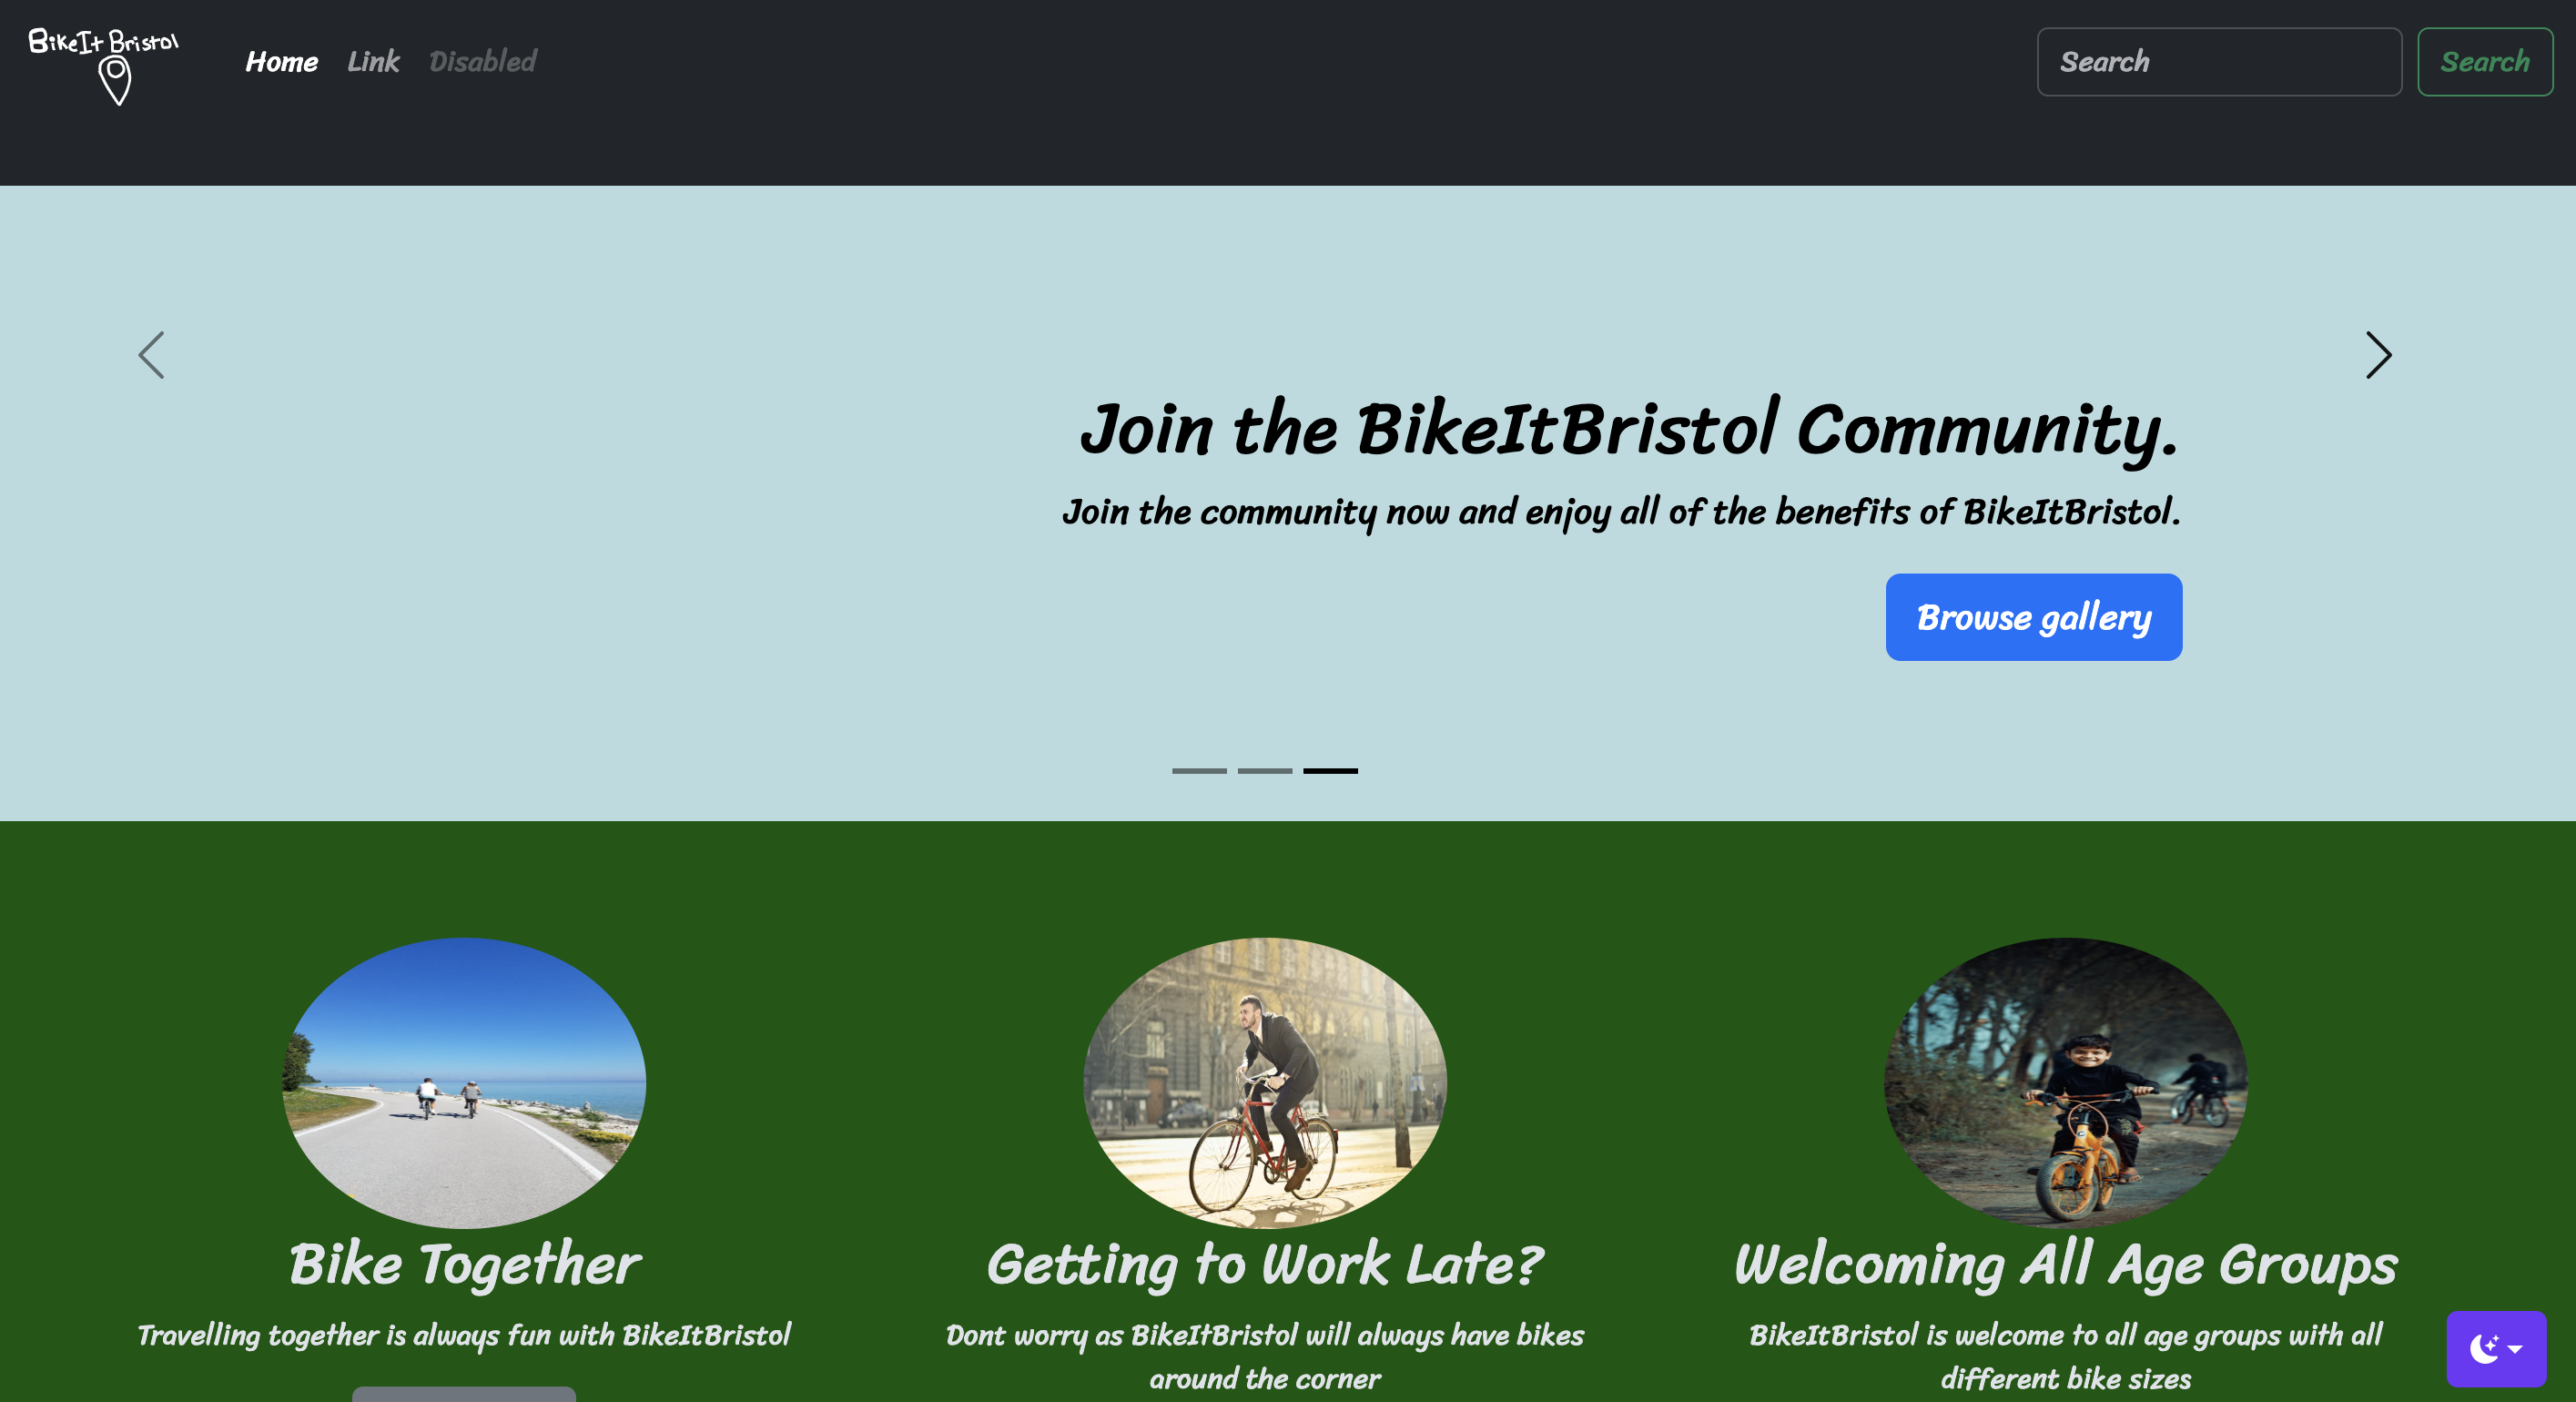 BikeIt Bristol
Home Link Disabled
Search Search
Join the BikeItBristol Community.
Join the community now and enjoy all of the benefits of BikeItBristol.
Browse gallery
Bike Together
Travelling together is always fun with BikeItBristol
Getting to Work Late?
Dont worry as BikeItBristol will always have bikes
around the corner
Welcoming All Age Groups
BikeItBristol is welcome to all age groups with all
different bike sizes